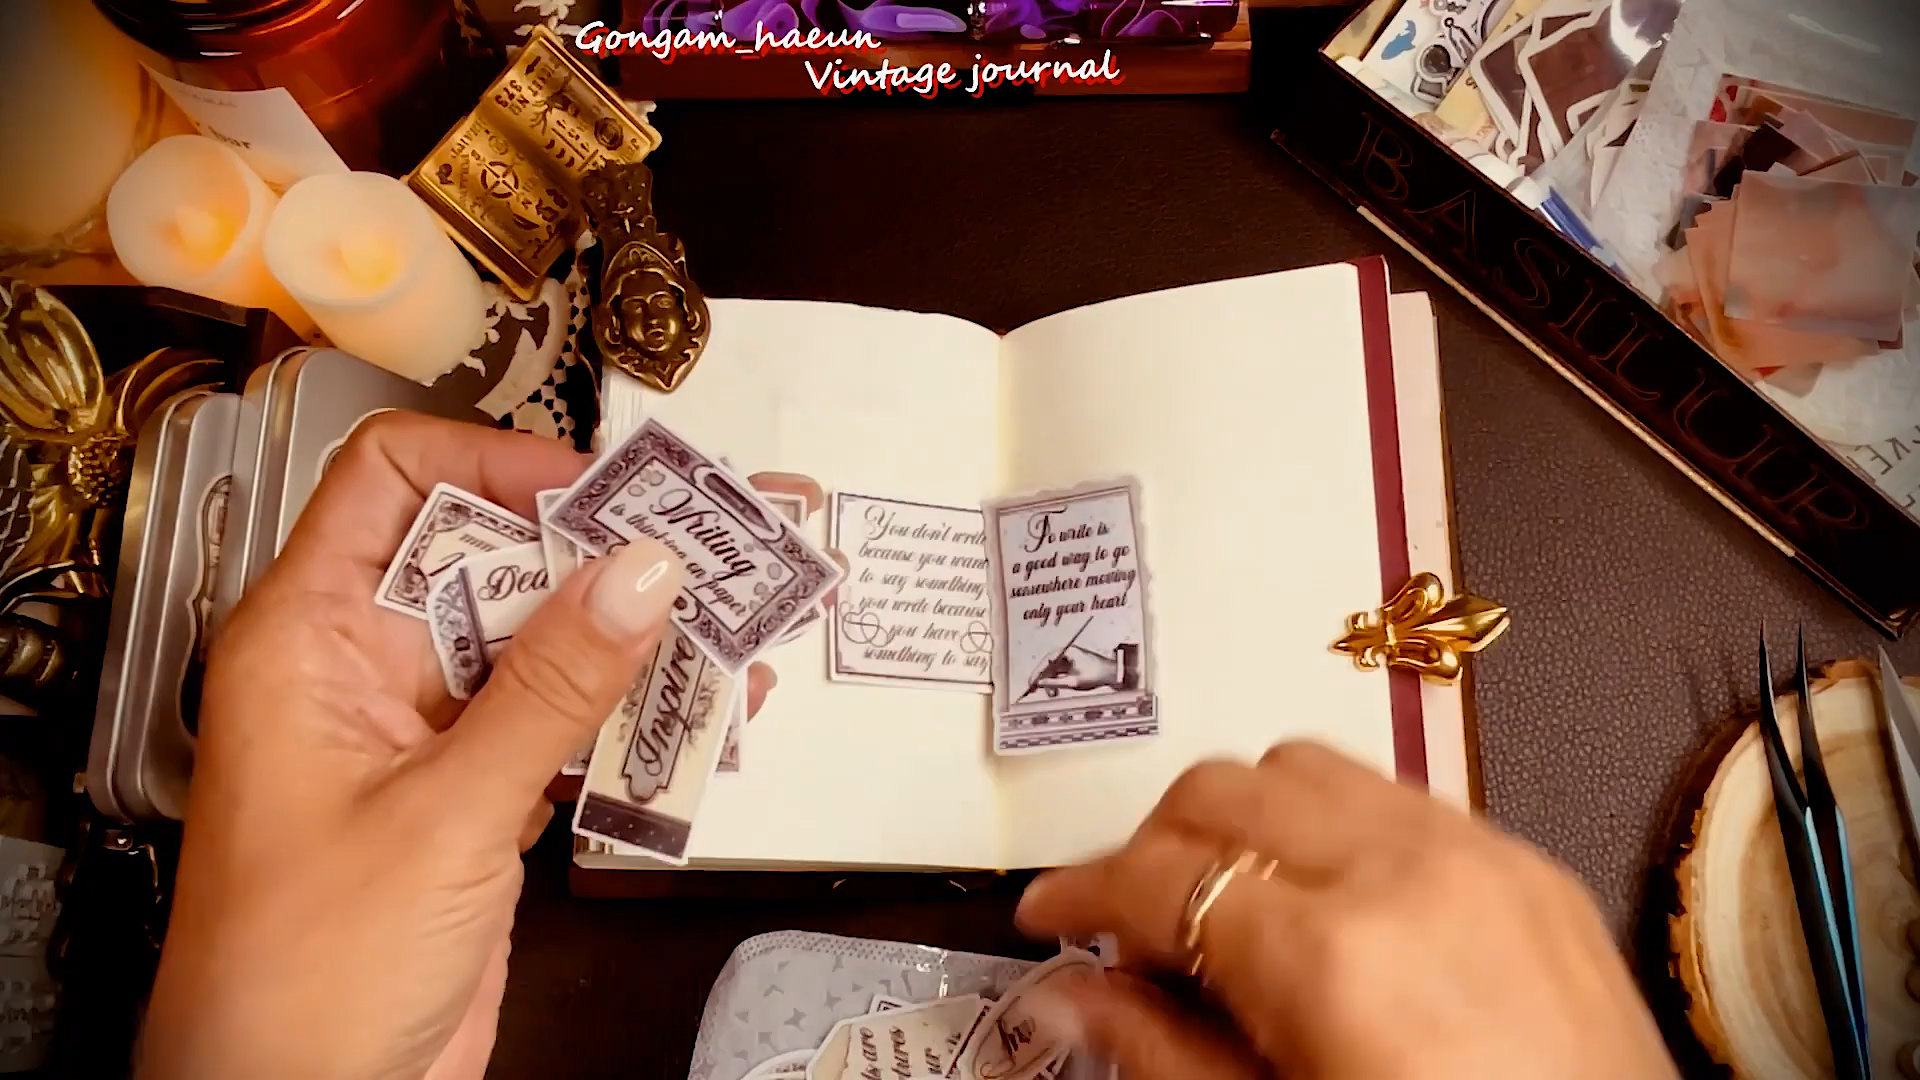 Gongam_haeun
Vintage journal
BASILUR
Writing
is thinking on paper
Inspire
You don't write
because you want
to say something
you write because
you have
something to say
To write is
a good way to go
somewhere moving
only your heart
are